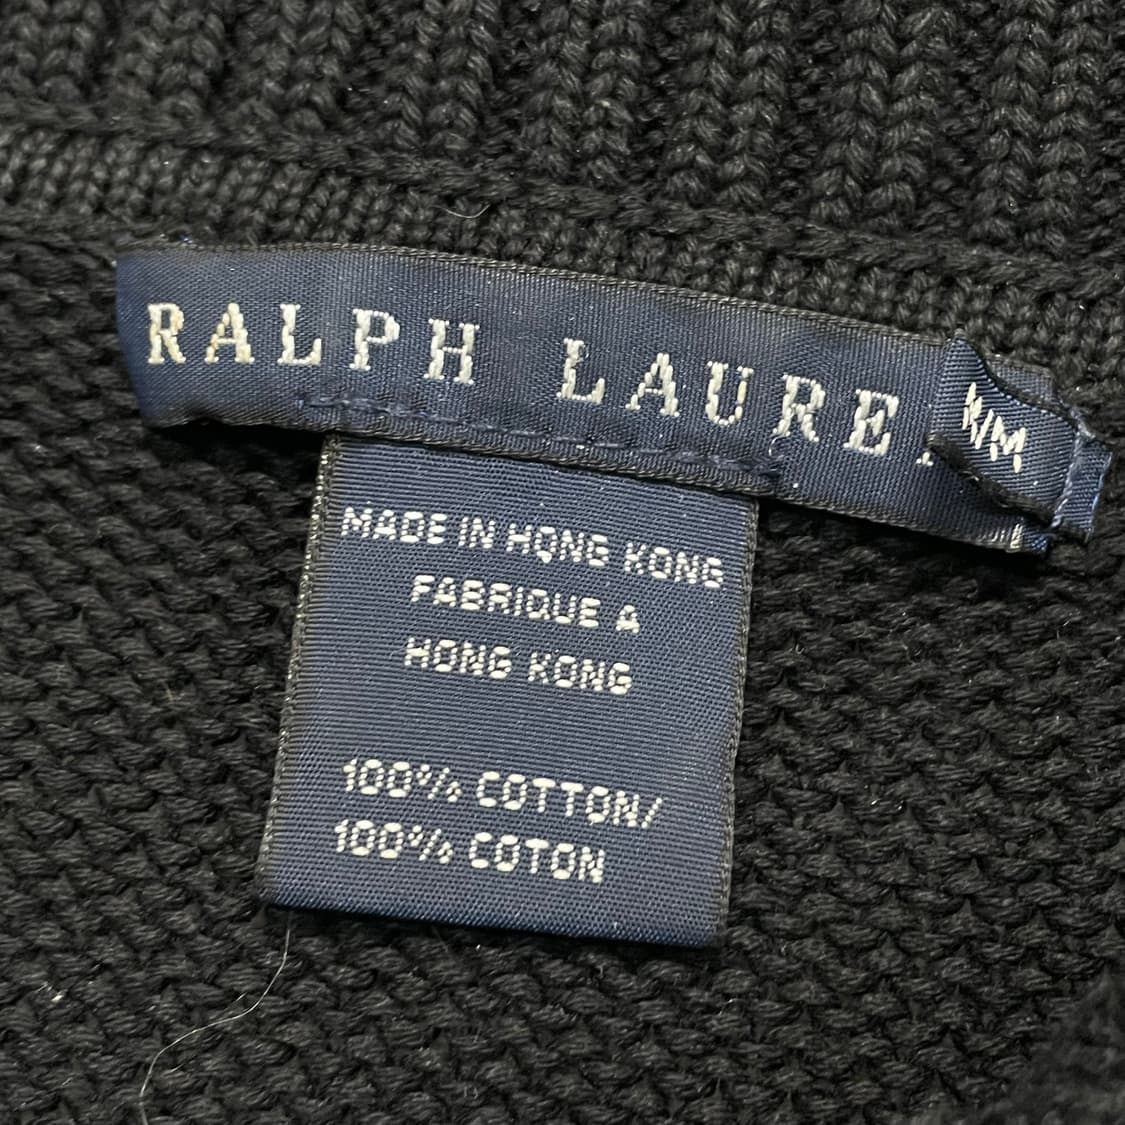 RALPH LAURE
M/M
MADE IN HONG KONG
FABRIQUE A
HONG KONG
100% COTTON/
100% COTON